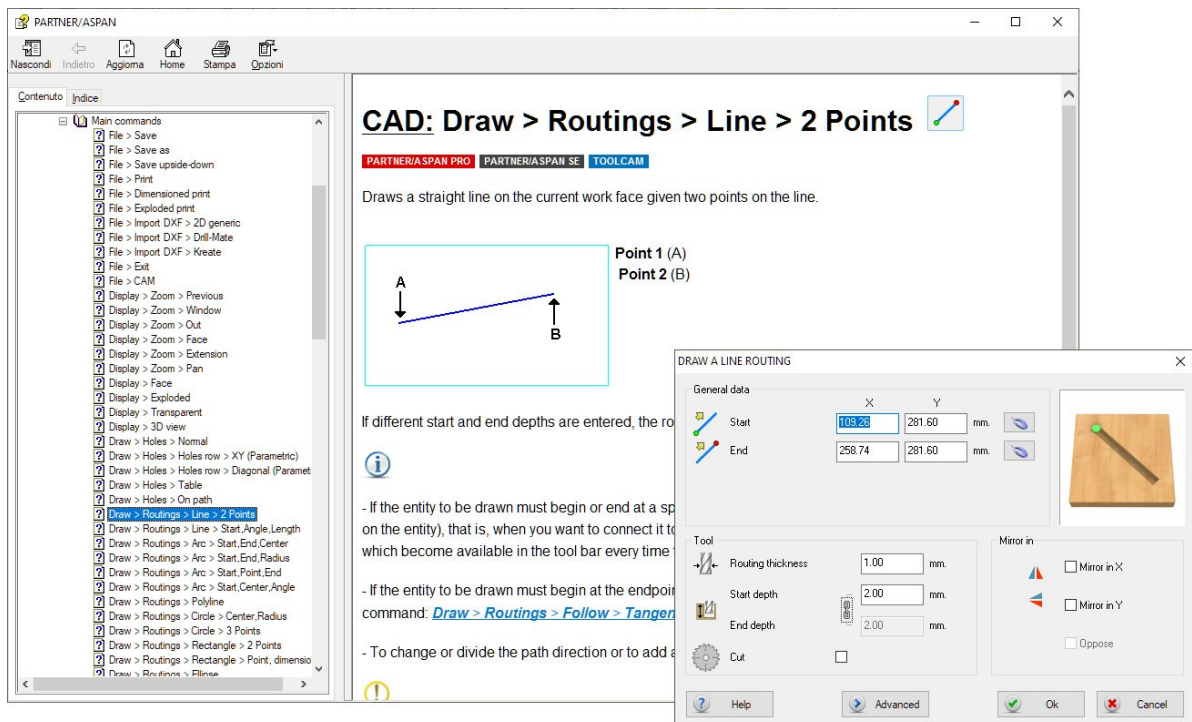 PARTNER/ASPAN
Nascondi Indietro Aggiorna Home Stampa Opzioni
Contenuto Indice
Main commands
File > Save
File > Save as
File > Save upside-down
File > Print
File > Dimensioned print
File > Exploded print
File > Import DXF > 2D generic
File > Import DXF > Drill-Mate
File > Import DXF > Kreate
File > Exit
File > CAM
Display > Zoom > Previous
Display > Zoom > Window
Display > Zoom > Out
Display > Zoom > Face
Display > Zoom > Extension
Display > Zoom > Pan
Display > Face
Display > Exploded
Display > Transparent
Display > 3D view
Draw > Holes > Normal
Draw > Holes > Holes row > XY (Parametric)
Draw > Holes > Holes row > Diagonal (Paramet
Draw > Holes > Table
Draw > Holes > On path
Draw > Routings > Line > 2 Points
Draw > Routings > Line > Start,Angle,Length
Draw > Routings > Arc > Start,End,Center
Draw > Routings > Arc > Start,End,Radius
Draw > Routings > Arc > Start,Point,End
Draw > Routings > Arc > Start,Center,Angle
Draw > Routings > Polyline
Draw > Routings > Circle > Center,Radius
Draw > Routings > Circle > 3 Points
Draw > Routings > Rectangle > 2 Points
Draw > Routings > Rectangle > Point, dimensio
Draw > Routings > Ellipse
CAD: Draw > Routings > Line > 2 Points
PARTNER/ASPAN PRO PARTNER/ASPAN SE TOOLCAM
Draws a straight line on the current work face given two points on the line.
A
B
Point 1 (A)
Point 2 (B)
If different start and end depths are entered, the ro
- If the entity to be drawn must begin or end at a sp
on the entity), that is, when you want to connect it to
which become available in the tool bar every time
- If the entity to be drawn must begin at the endpoi
command: Draw > Routings > Follow > Tangen
- To change or divide the path direction or to add a
DRAW A LINE ROUTING
General data
X Y
Start 109.26 281.60 mm.
End 258.74 281.60 mm.
Tool
Routing thickness 1.00 mm.
Start depth 2.00 mm.
End depth 2.00 mm.
Cut
Mirror in
Mirror in X
Mirror in Y
Oppose
Help Advanced Ok Cancel